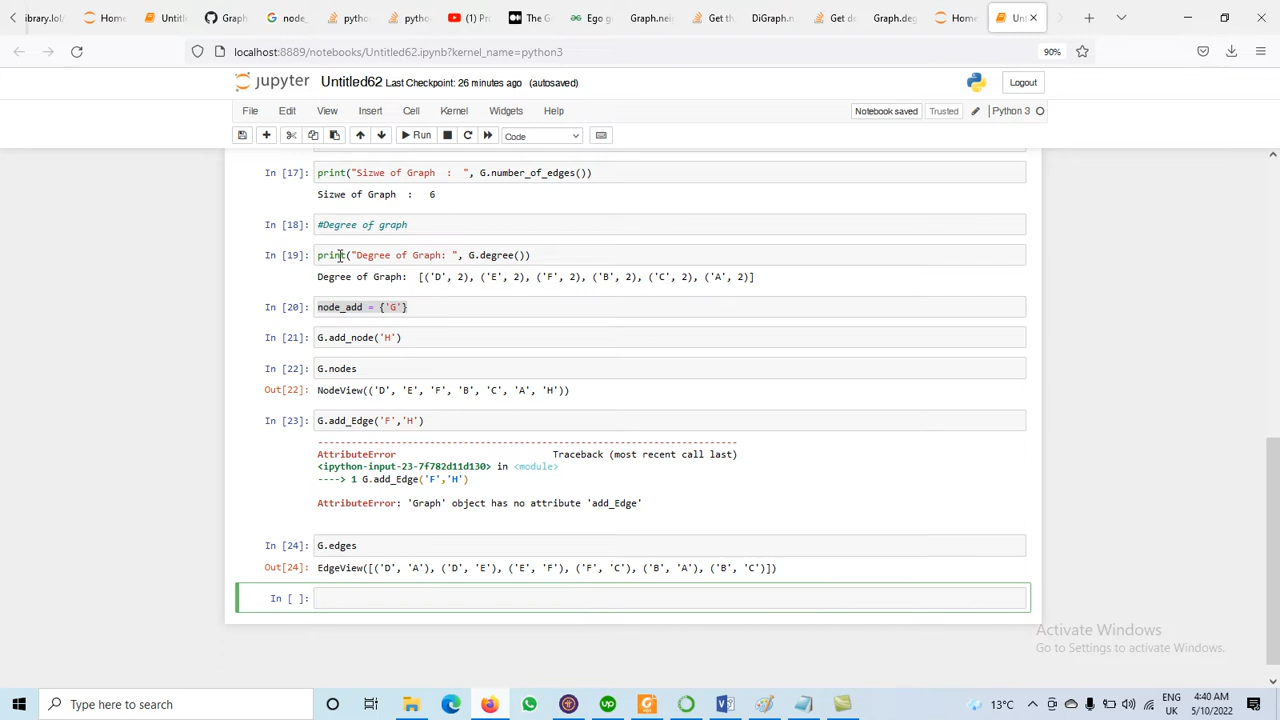 ibrary.lol/
Home
Untit
Grap
node_
pytho
pytho
(1) Pr
The G
Ego gr
Graph.nei
Get th
DiGraph.n
Get de
Graph.deg
Home
Unt
localhost:8889/notebooks/Untitled62.ipynb?kernel_name=python3
90%
jupyter Untitled62 Last Checkpoint: 26 minutes ago (autosaved)
Logout
File Edit View Insert Cell Kernel Widgets Help
Notebook saved Trusted Python 3
Run Code
In [17]: print("Sizwe of Graph : ", G.number_of_edges())
Sizwe of Graph : 6
In [18]: #Degree of graph
In [19]: print("Degree of Graph: ", G.degree())
Degree of Graph: [('D', 2), ('E', 2), ('F', 2), ('B', 2), ('C', 2), ('A', 2)]
In [20]: node_add = {'G'}
In [21]: G.add_node('H')
In [22]: G.nodes
Out[22]: NodeView(('D', 'E', 'F', 'B', 'C', 'A', 'H'))
In [23]: G.add_Edge('F','H')
---------------------------------------------------------------------------
AttributeError Traceback (most recent call last)
<ipython-input-23-7f782d11d130> in <module>
----> 1 G.add_Edge('F','H')
AttributeError: 'Graph' object has no attribute 'add_Edge'
In [24]: G.edges
Out[24]: EdgeView([('D', 'A'), ('D', 'E'), ('E', 'F'), ('F', 'C'), ('B', 'A'), ('B', 'C')])
In [ ]:
Activate Windows
Go to Settings to activate Windows.
Type here to search
13°C
ENG
UK
4:40 AM
5/10/2022